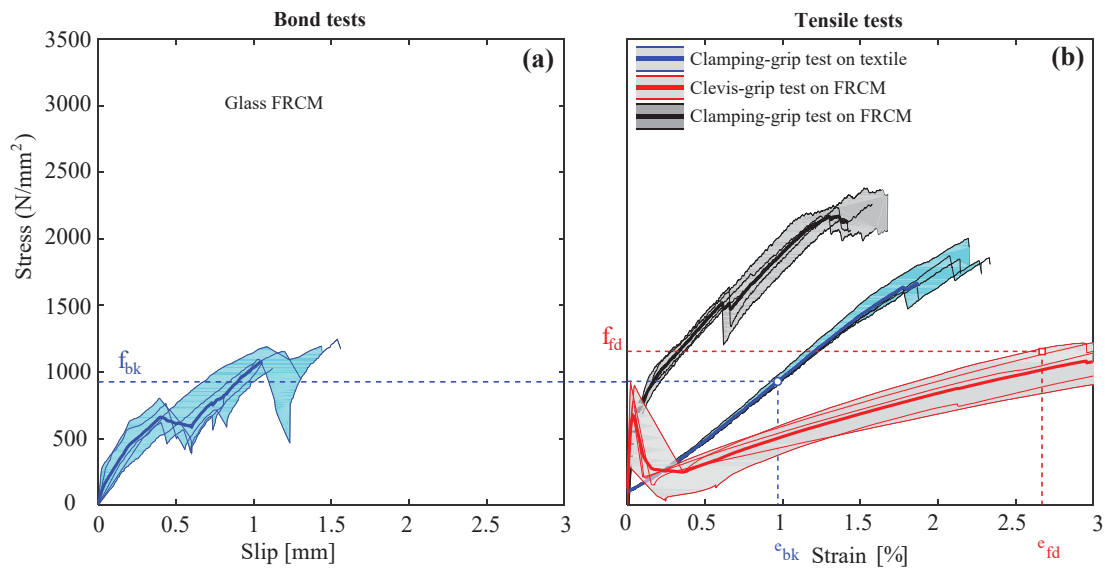 Bond tests
Tensile tests
3500
3000
2500
2000
1500
1000
500
0
Stress (N/mm²)
(a)
Glass FRCM
f_bk
0
0.5
1
1.5
2
2.5
3
Slip [mm]
(b)
Clamping-grip test on textile
Clevis-grip test on FRCM
Clamping-grip test on FRCM
f_fd
0
0.5
1
1.5
2
2.5
3
e_bk
Strain [%]
e_fd